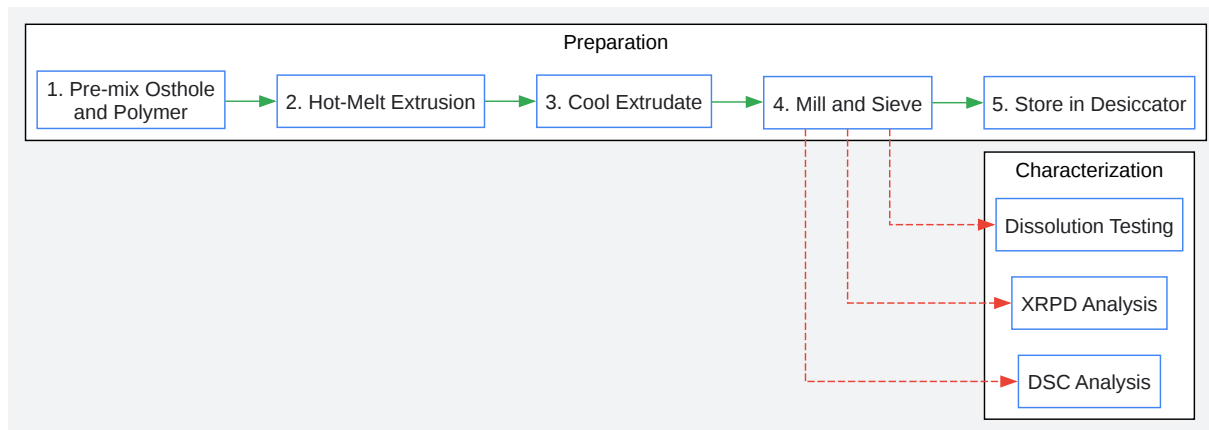 Preparation
1. Pre-mix Osthole
and Polymer
2. Hot-Melt Extrusion
3. Cool Extrudate
4. Mill and Sieve
5. Store in Desiccator
Characterization
Dissolution Testing
XRPD Analysis
DSC Analysis